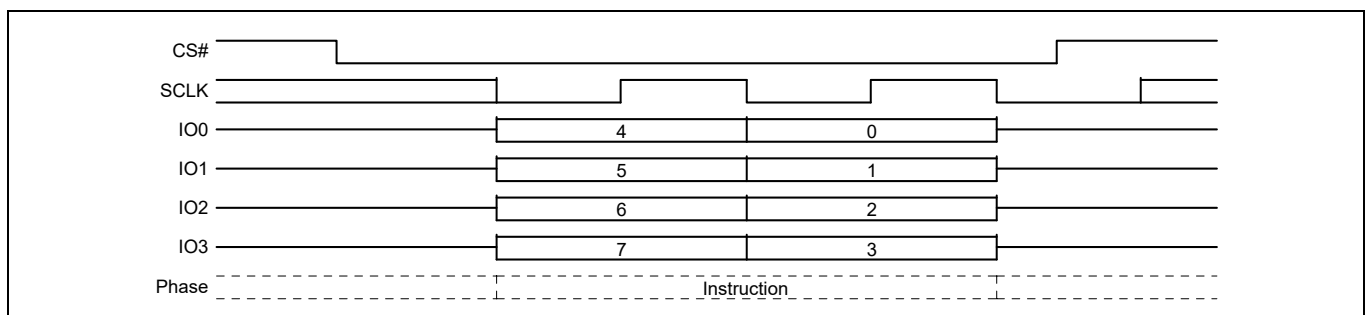 CS#
SCLK
IO0 4 0
IO1 5 1
IO2 6 2
IO3 7 3
Phase Instruction